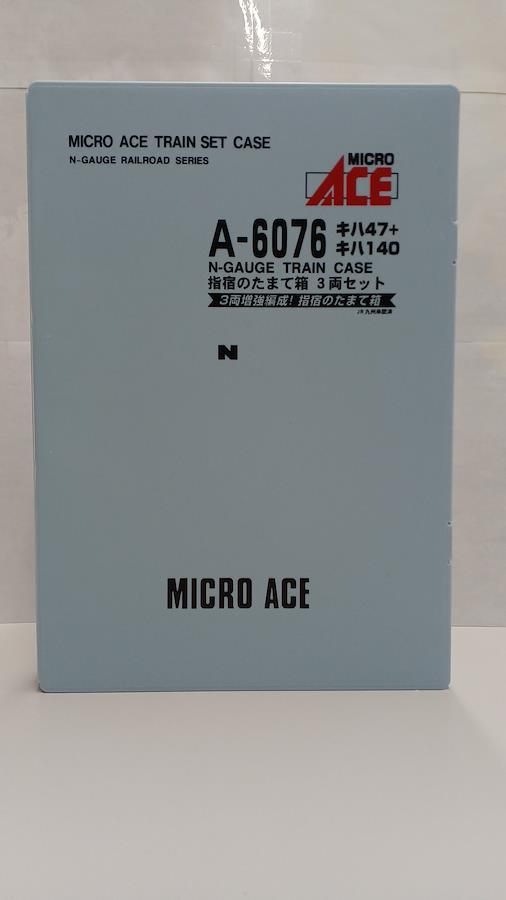 MICRO ACE TRAIN SET CASE
N-GAUGE RAILROAD SERIES
MICRO
ACE
A-6076 キハ47+
キハ140
N-GAUGE TRAIN CASE
指宿のたまて箱 3両セット
3両増強編成! 指宿のたまて箱
JR九州承認済
N
MICRO ACE